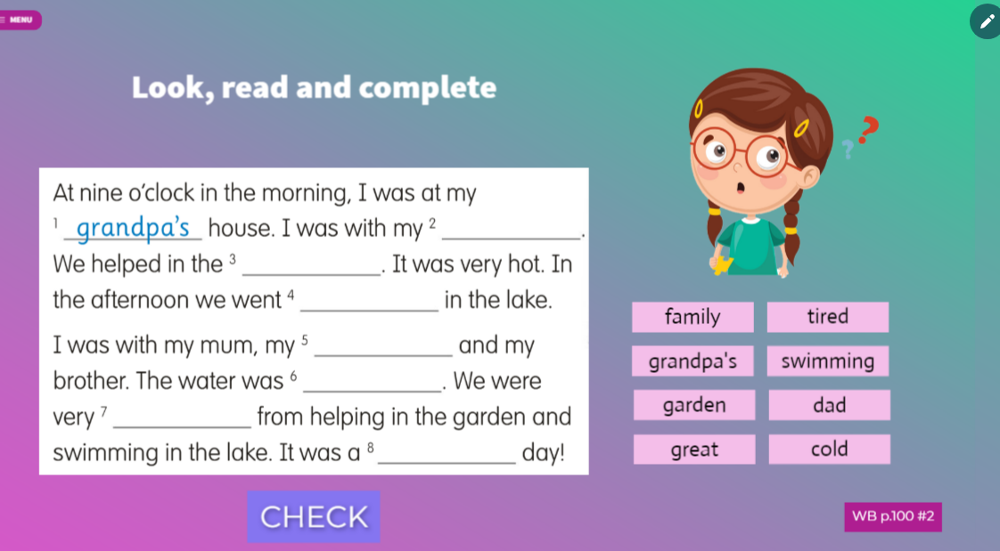 ≡ MENU
Look, read and complete
At nine o’clock in the morning, I was at my
1 grandpa’s house. I was with my 2 ____________.
We helped in the 3 ____________. It was very hot. In
the afternoon we went 4 ____________ in the lake.
I was with my mum, my 5 ____________ and my
brother. The water was 6 ____________. We were
very 7 ____________ from helping in the garden and
swimming in the lake. It was a 8 ____________ day!
? ?
family tired
grandpa's swimming
garden dad
great cold
CHECK
WB p.100 #2